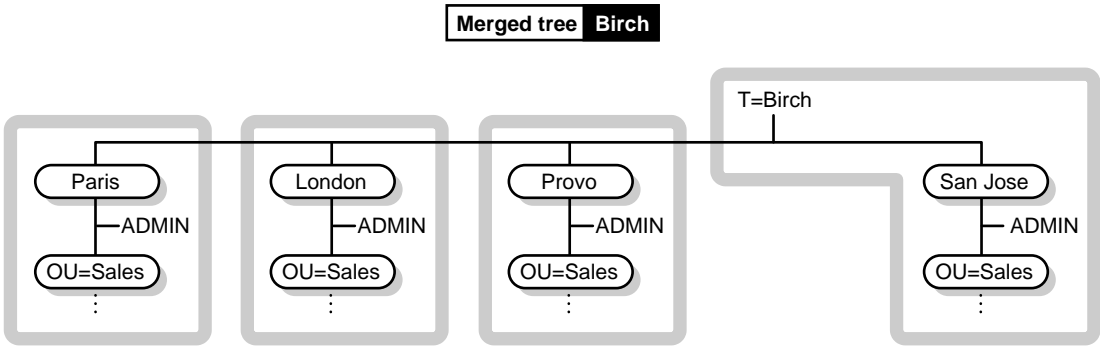 Merged tree Birch
T=Birch
Paris
London
Provo
San Jose
ADMIN
ADMIN
ADMIN
ADMIN
OU=Sales
OU=Sales
OU=Sales
OU=Sales